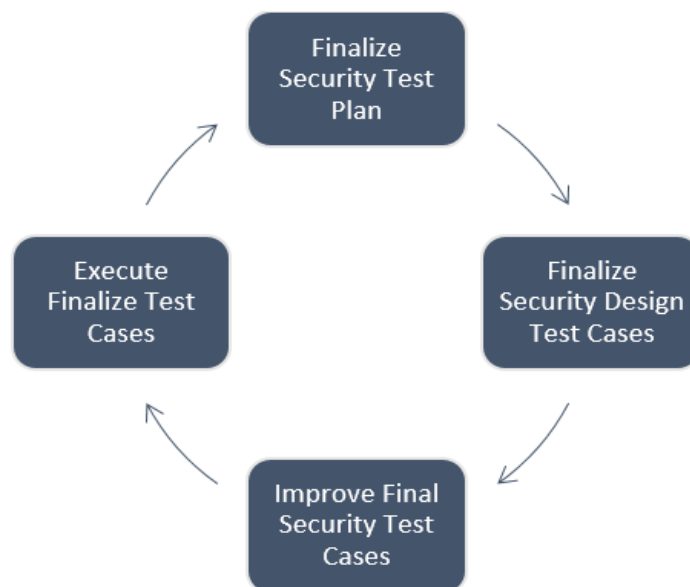 Finalize
Security Test
Plan
Finalize
Security Design
Test Cases
Improve Final
Security Test
Cases
Execute
Finalize Test
Cases